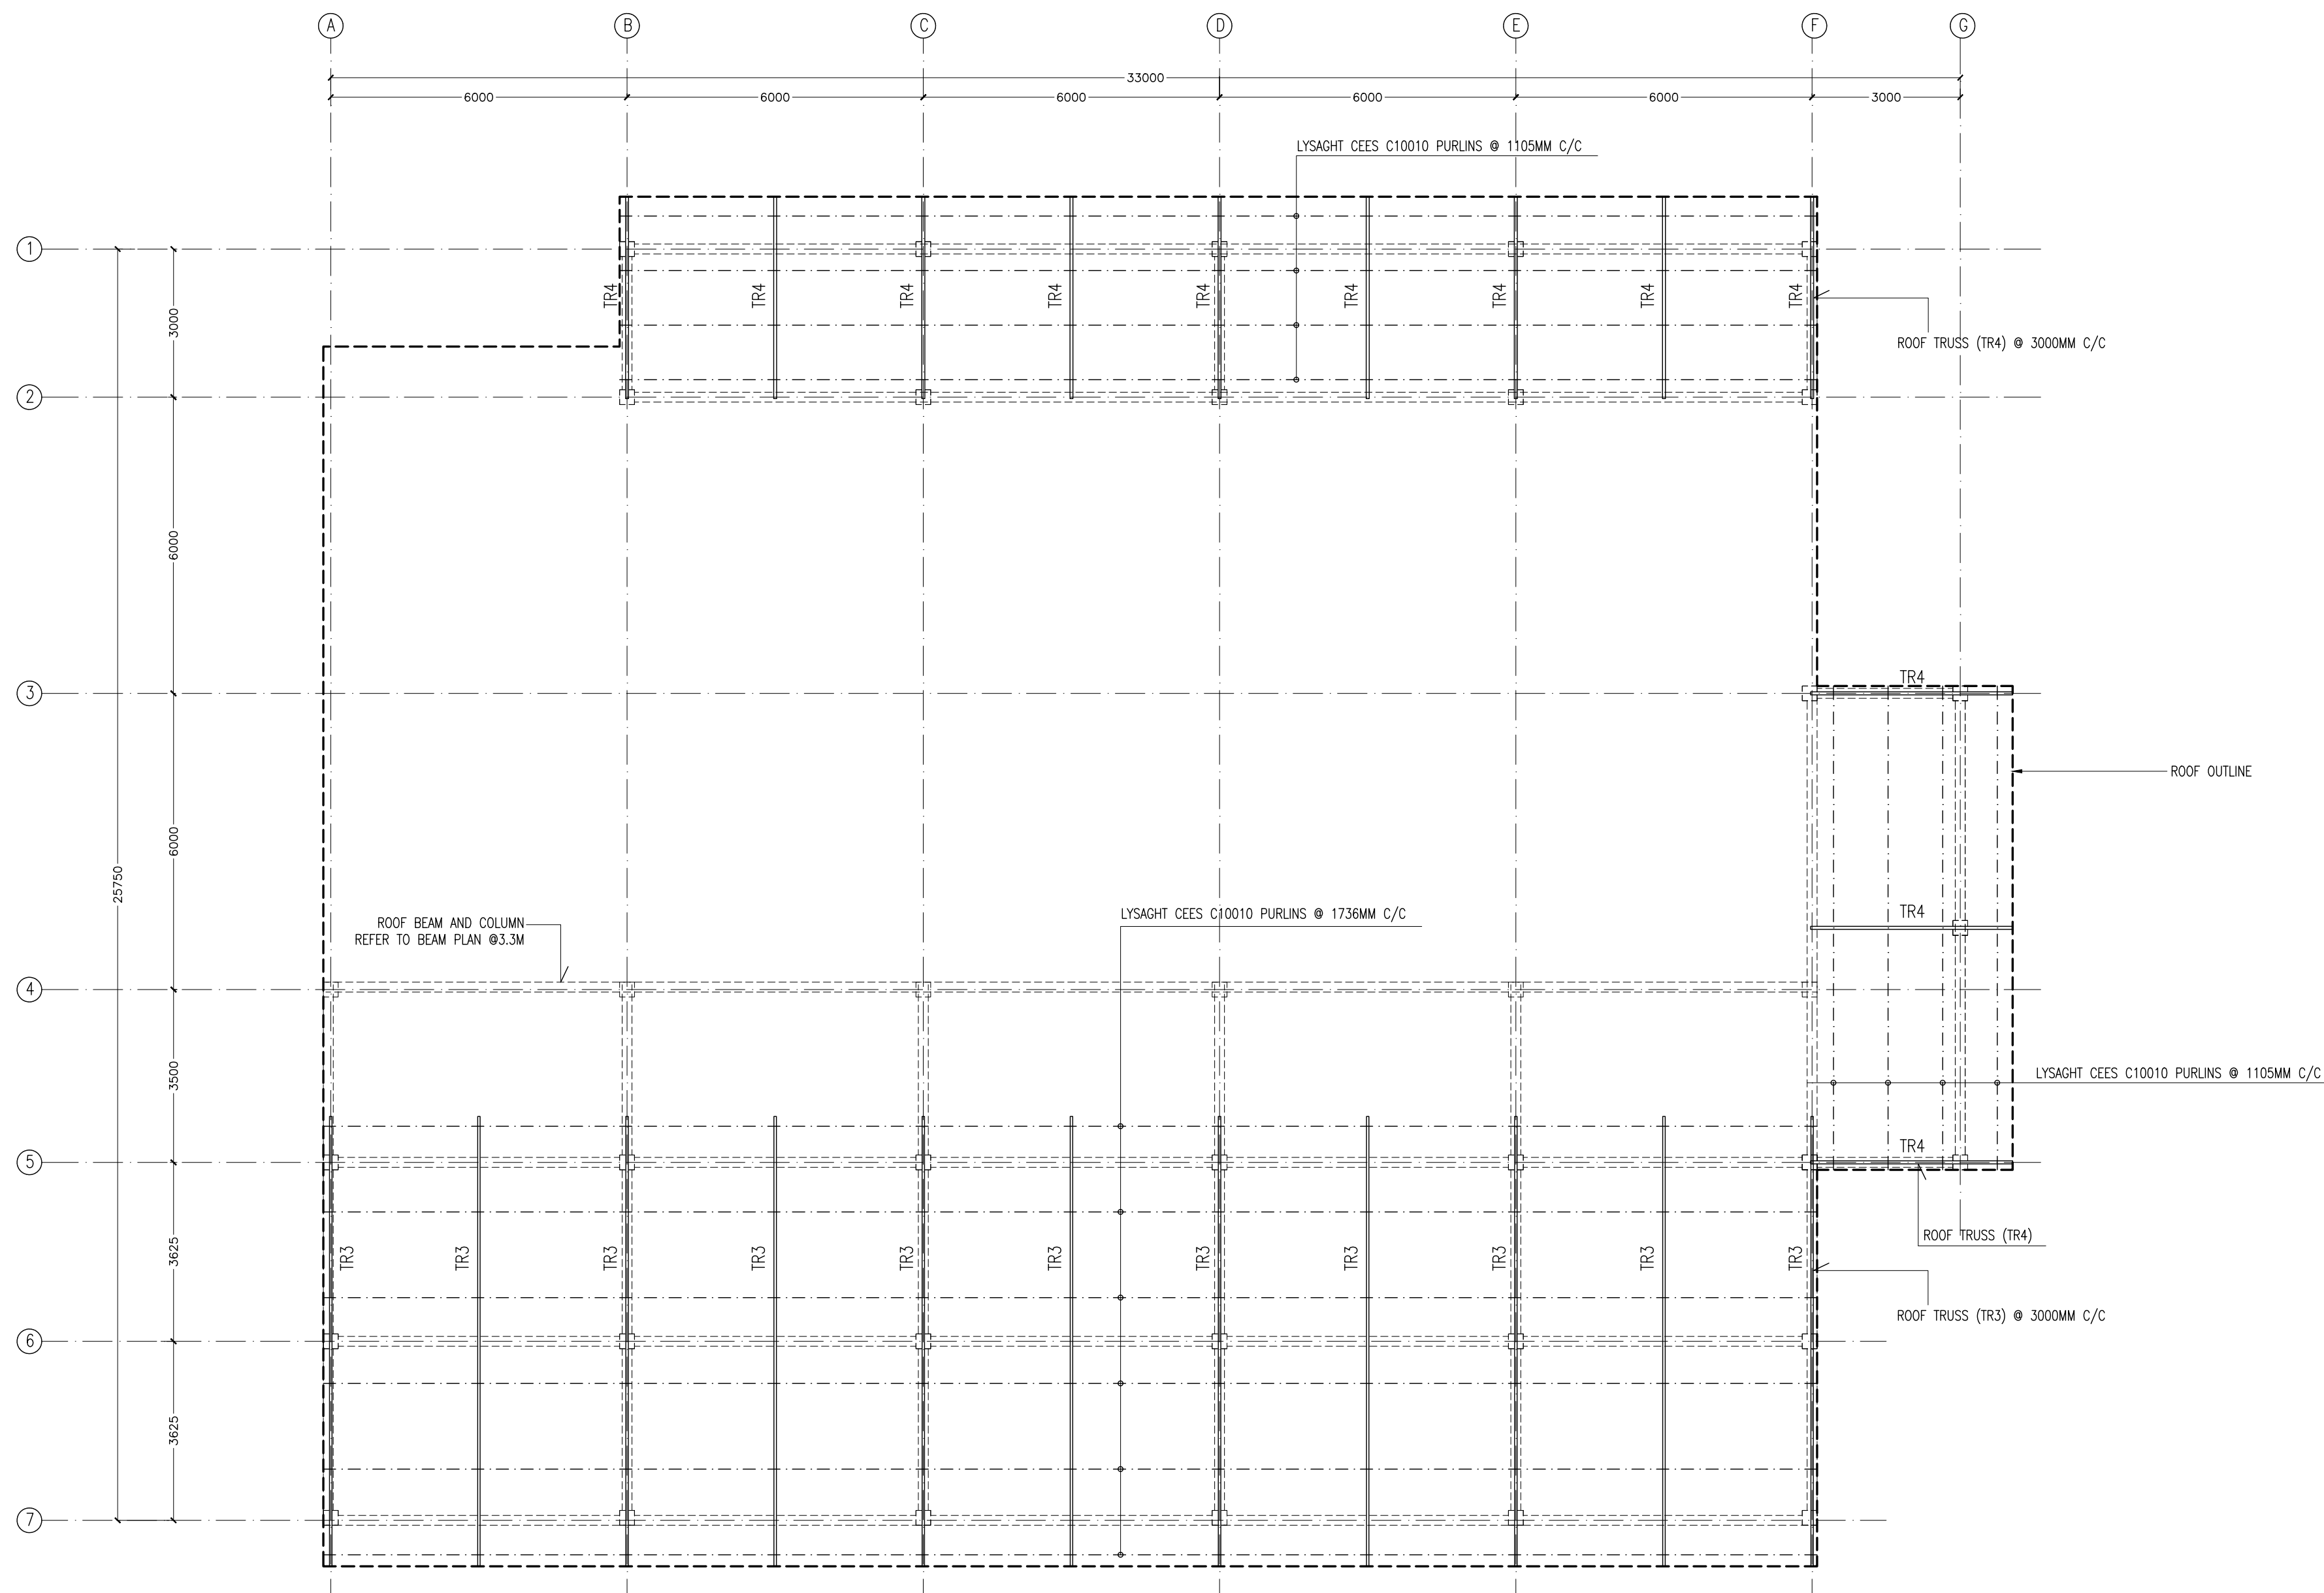 A
B
C
D
E
F
G
33000
6000
6000
6000
6000
6000
3000
LYSAGHT CEES C10010 PURLINS @ 1105MM C/C
1
TR4
TR4
TR4
TR4
TR4
TR4
TR4
TR4
TR4
3000
ROOF TRUSS (TR4) @ 3000MM C/C
2
6000
3
TR4
ROOF OUTLINE
6000
25750
ROOF BEAM AND COLUMN
REFER TO BEAM PLAN @3.3M
LYSAGHT CEES C10010 PURLINS @ 1736MM C/C
TR4
4
3500
LYSAGHT CEES C10010 PURLINS @ 1105MM C/C
5
TR4
ROOF TRUSS (TR4)
3625
TR3
TR3
TR3
TR3
TR3
TR3
TR3
TR3
TR3
TR3
TR3
ROOF TRUSS (TR3) @ 3000MM C/C
6
3625
7